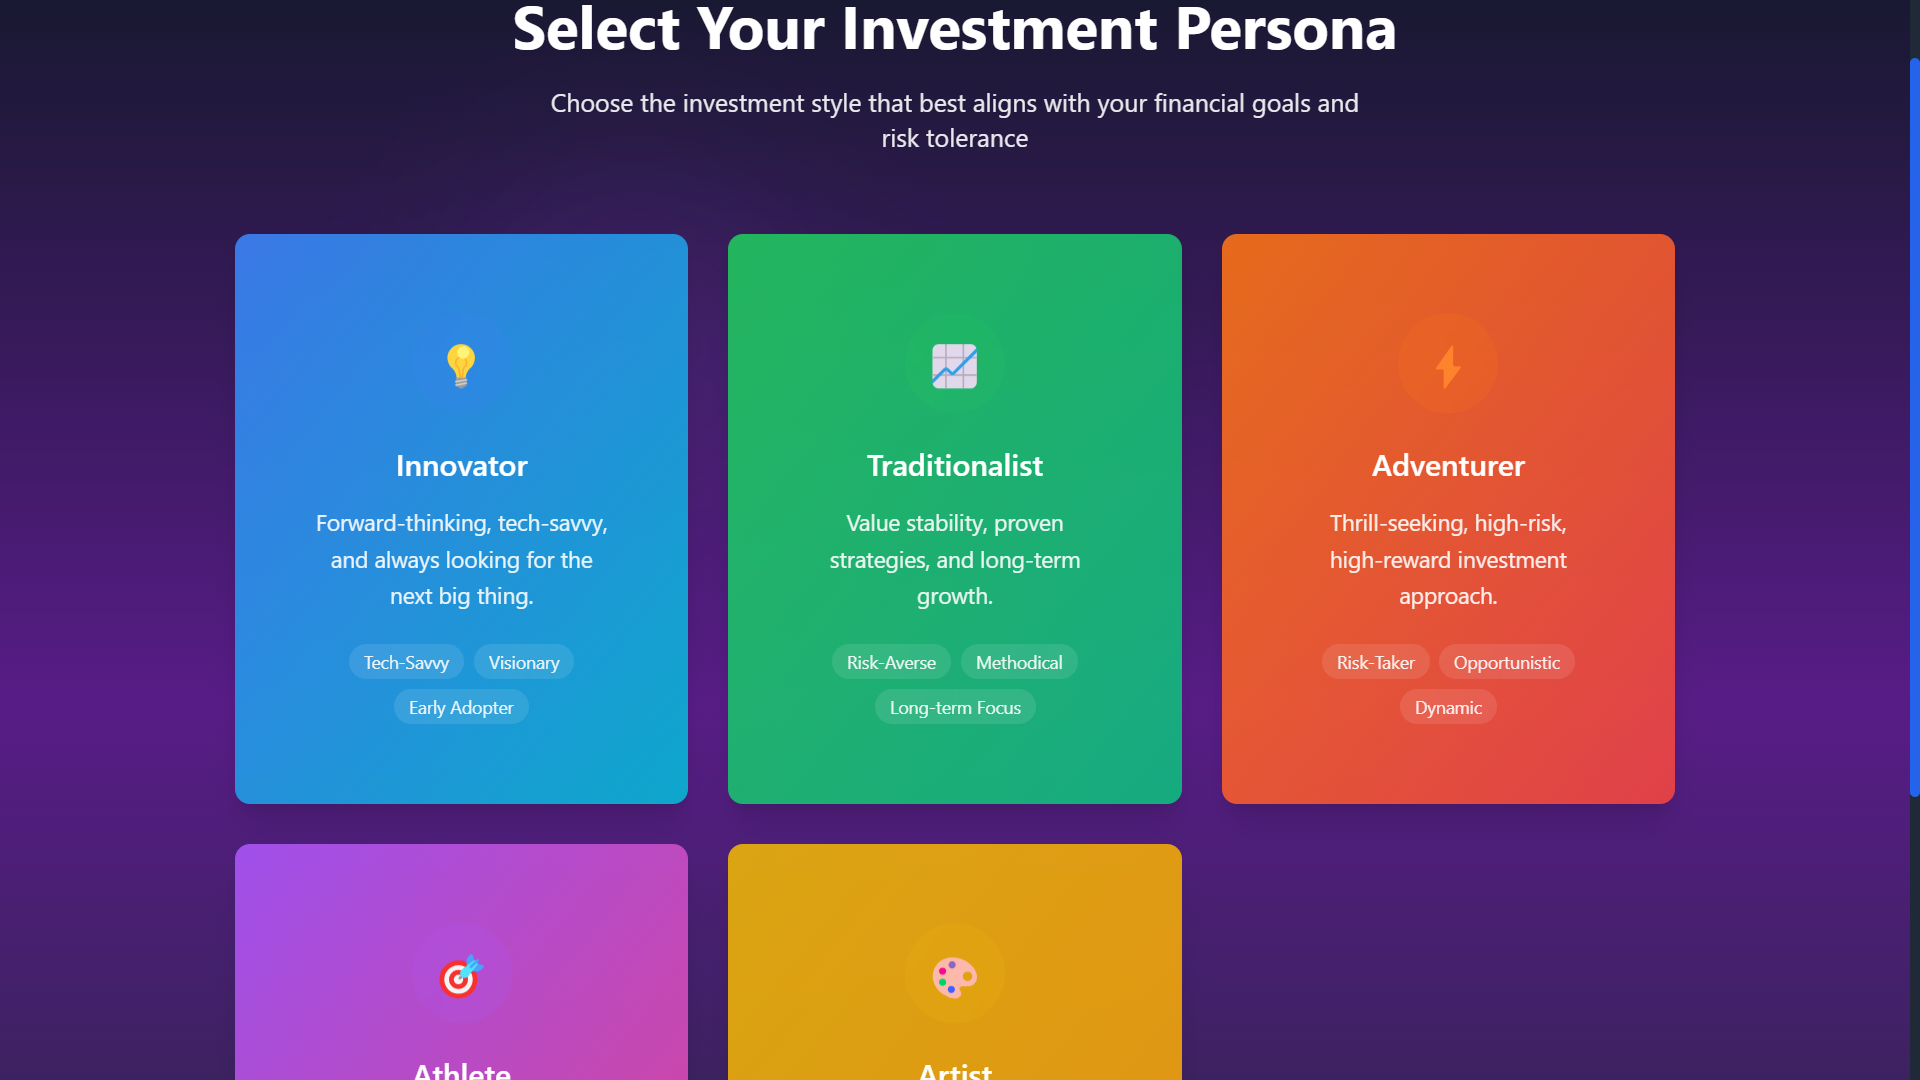 Select Your Investment Persona
Choose the investment style that best aligns with your financial goals and
risk tolerance
Innovator
Forward-thinking, tech-savvy,
and always looking for the
next big thing.
Tech-Savvy
Visionary
Early Adopter
Traditionalist
Value stability, proven
strategies, and long-term
growth.
Risk-Averse
Methodical
Long-term Focus
Adventurer
Thrill-seeking, high-risk,
high-reward investment
approach.
Risk-Taker
Opportunistic
Dynamic
Athlete
Artist